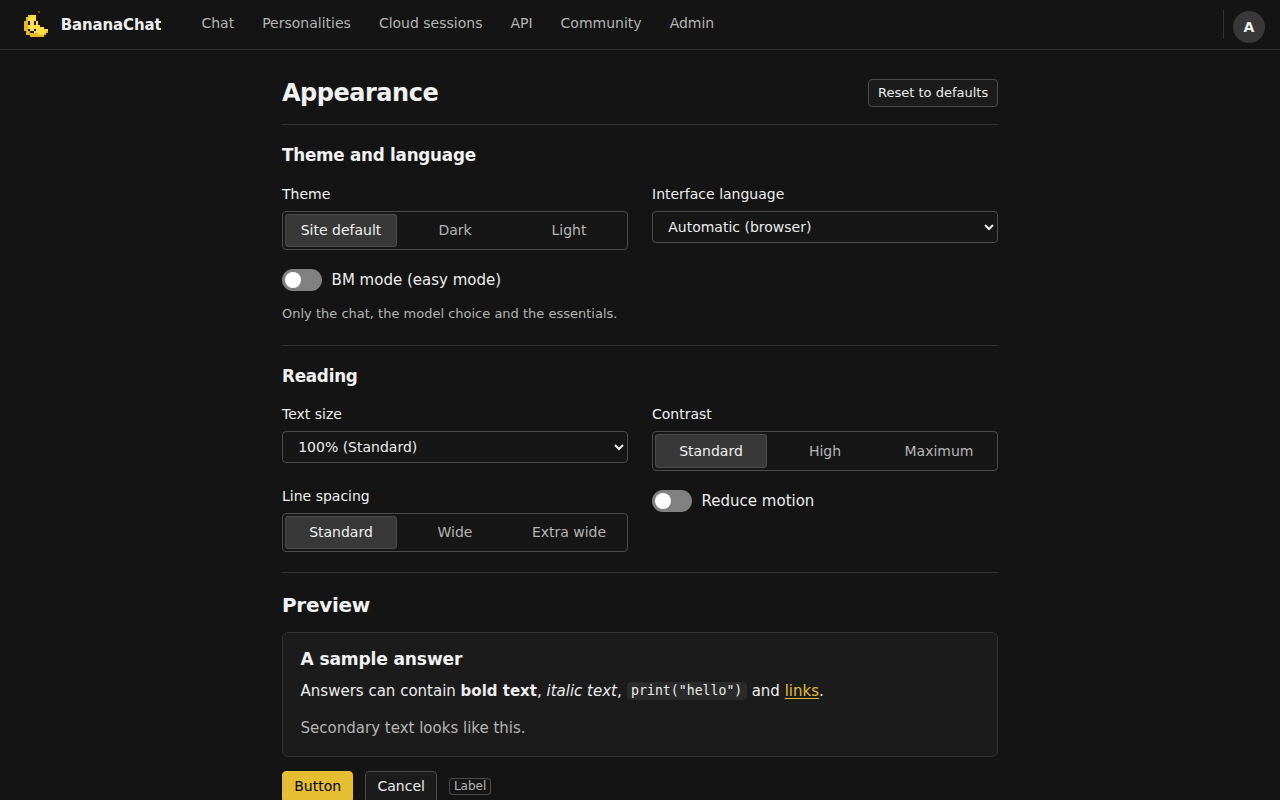 BananaChat Chat Personalities Cloud sessions API Community Admin A
Appearance Reset to defaults
Theme and language
Theme Interface language
Site default Dark Light Automatic (browser)
BM mode (easy mode)
Only the chat, the model choice and the essentials.
Reading
Text size Contrast
100% (Standard) Standard High Maximum
Line spacing Reduce motion
Standard Wide Extra wide
Preview
A sample answer
Answers can contain bold text, italic text, print("hello") and links.
Secondary text looks like this.
Button Cancel Label